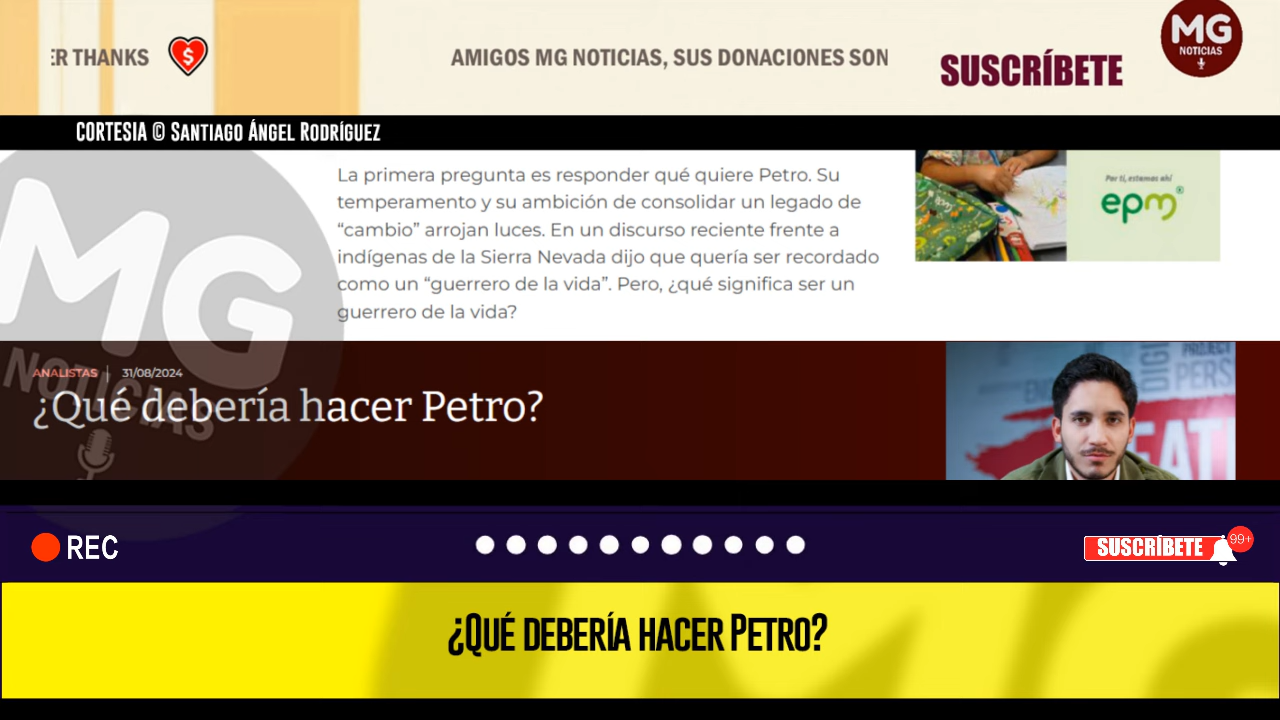 ER THANKS
AMIGOS MG NOTICIAS, SUS DONACIONES SON
SUSCRÍBETE
MG
NOTICIAS
CORTESIA © SANTIAGO ÁNGEL RODRÍGUEZ
La primera pregunta es responder qué quiere Petro. Su
temperamento y su ambición de consolidar un legado de
“cambio” arrojan luces. En un discurso reciente frente a
indígenas de la Sierra Nevada dijo que quería ser recordado
como un “guerrero de la vida”. Pero, ¿qué significa ser un
guerrero de la vida?
Por ti, estamos ahí
epm®
MG
NOTICIAS
ANALISTAS | 31/08/2024
¿Qué debería hacer Petro?
REC
SUSCRÍBETE
99+
¿QUÉ DEBERÍA HACER PETRO?